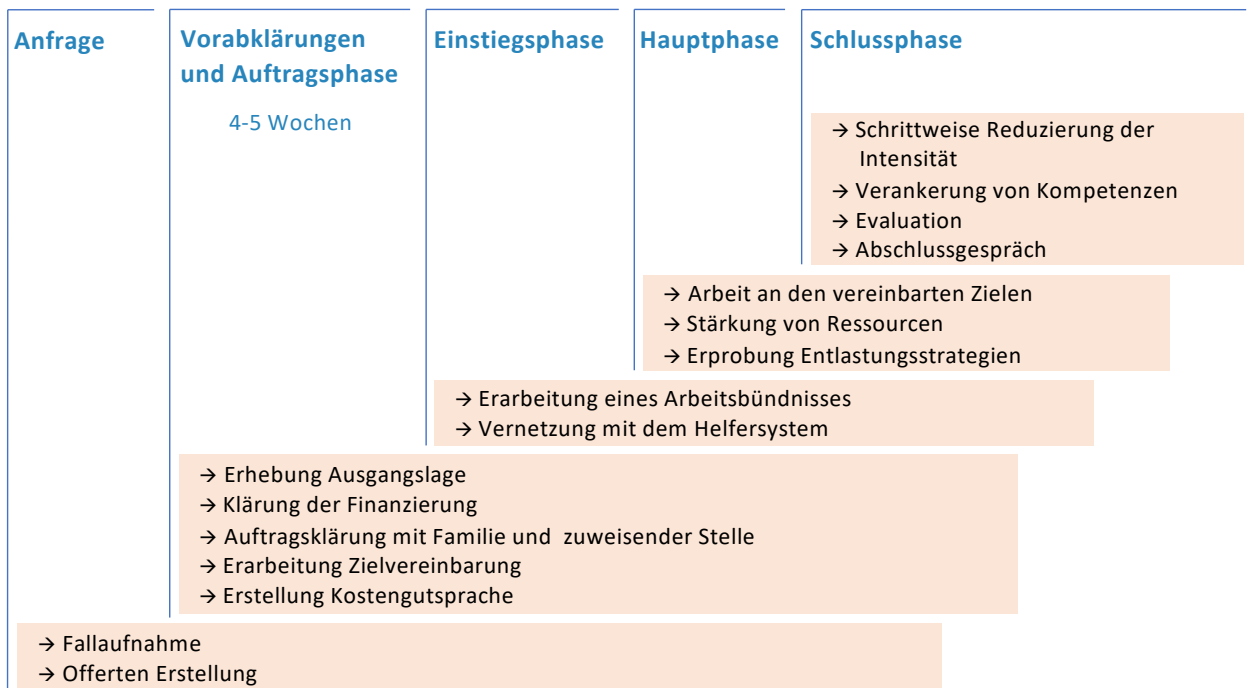 Anfrage
Vorabklärungen
und Auftragsphase
4-5 Wochen
Einstiegsphase
Hauptphase
Schlussphase
→ Schrittweise Reduzierung der
Intensität
→ Verankerung von Kompetenzen
→ Evaluation
→ Abschlussgespräch
→ Arbeit an den vereinbarten Zielen
→ Stärkung von Ressourcen
→ Erprobung Entlastungsstrategien
→ Erarbeitung eines Arbeitsbündnisses
→ Vernetzung mit dem Helfersystem
→ Erhebung Ausgangslage
→ Klärung der Finanzierung
→ Auftragsklärung mit Familie und zuweisender Stelle
→ Erarbeitung Zielvereinbarung
→ Erstellung Kostengutsprache
→ Fallaufnahme
→ Offerten Erstellung